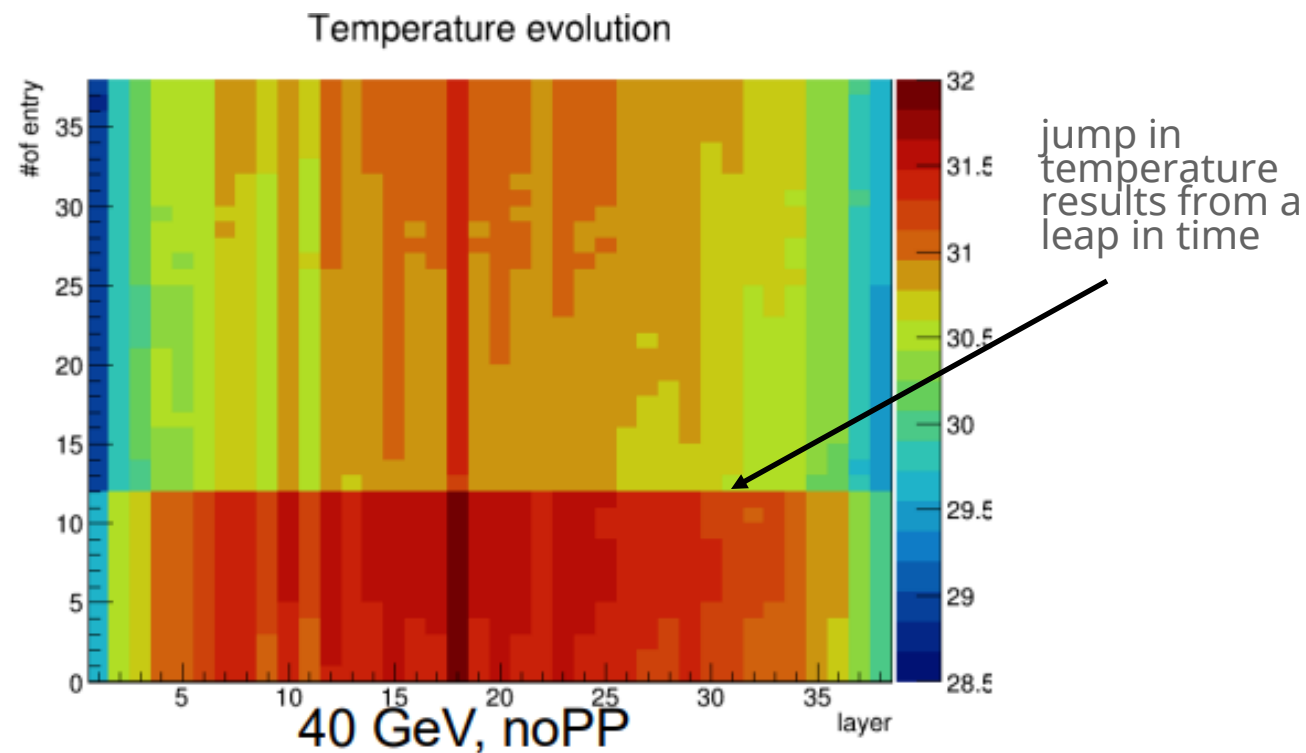 Temperature evolution
#of entry
35
30
25
20
15
10
5
0
5
10
15
20
25
30
35
layer
32
31.5
31
30.5
30
29.5
29
28.5
jump in
temperature
results from a
leap in time
40 GeV, noPP